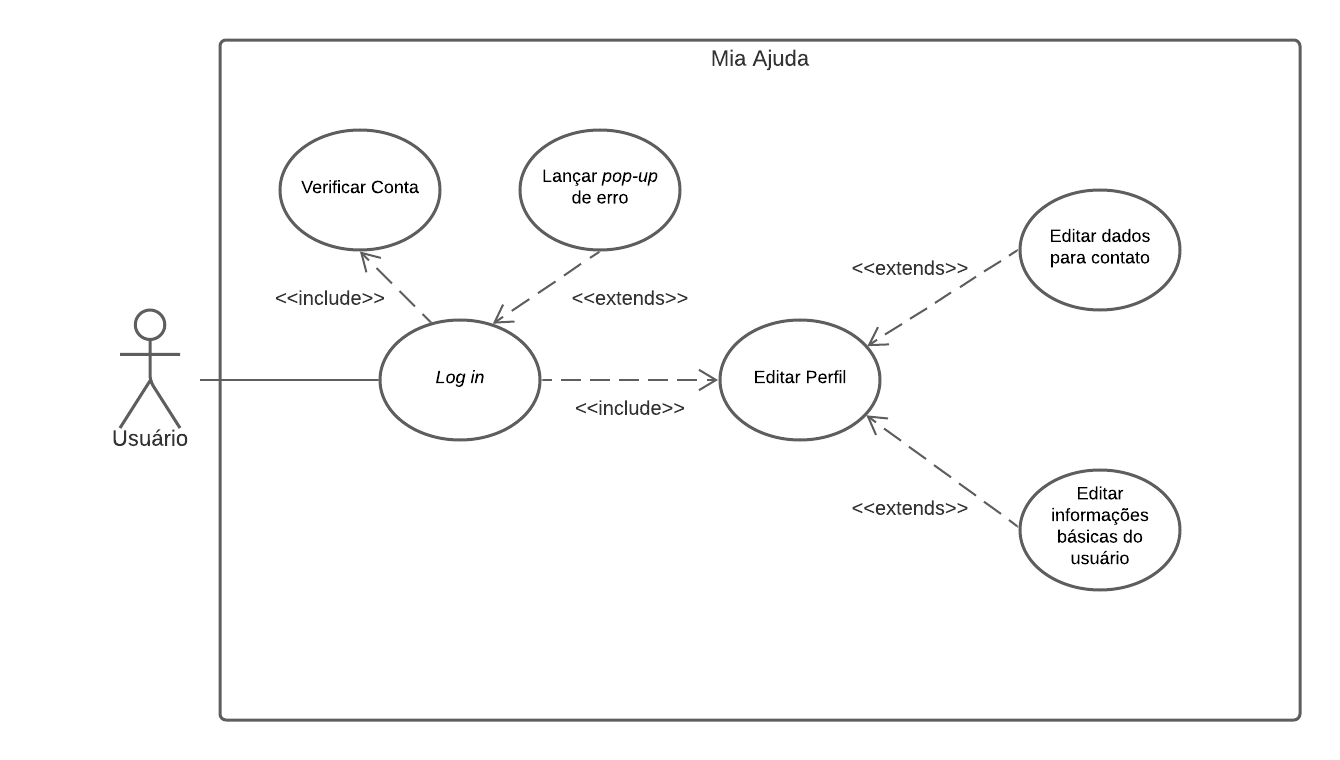 Mia Ajuda
Verificar Conta
Lançar pop-up
de erro
Editar dados
para contato
<<extends>>
<<include>>
<<extends>>
Log in
Editar Perfil
<<include>>
Usuário
Editar
informações
básicas do
usuário
<<extends>>